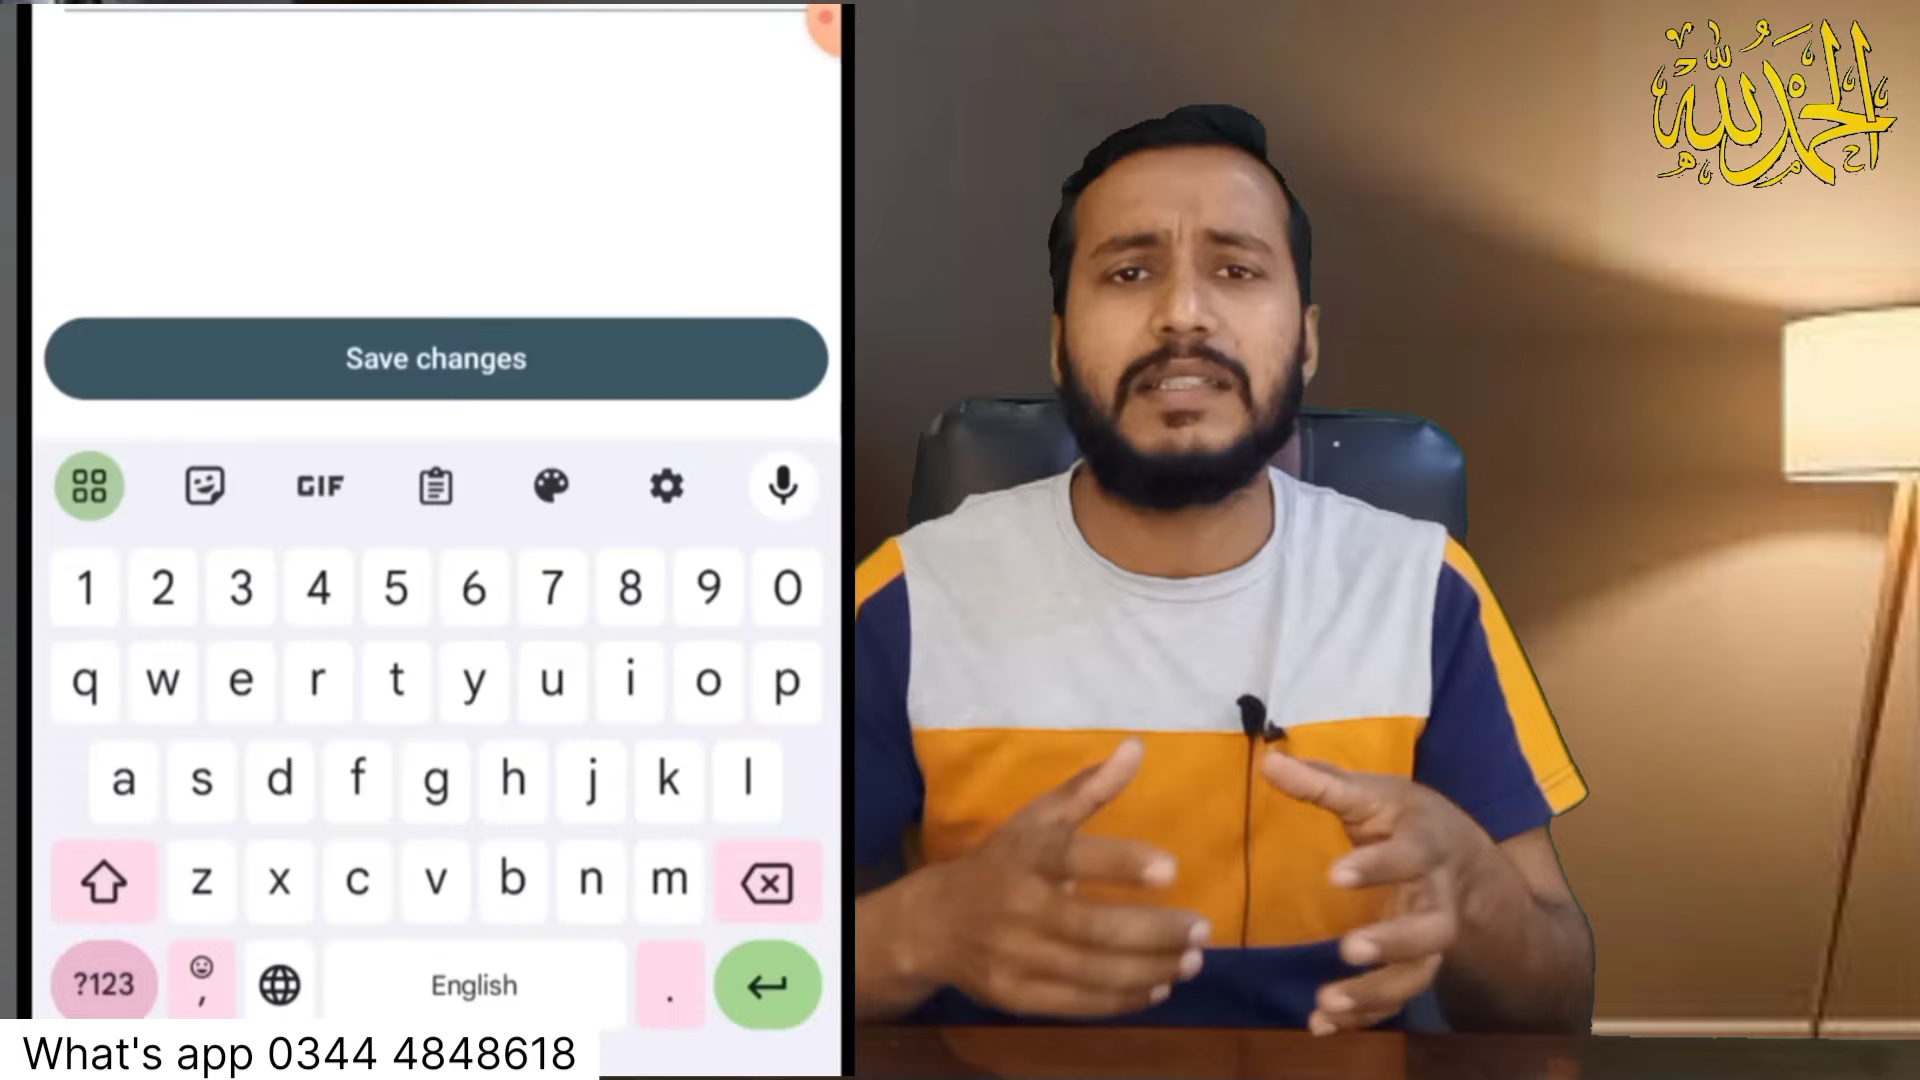 الحمد لله
Save changes
GIF
1 2 3 4 5 6 7 8 9 0
q w e r t y u i o p
a s d f g h j k l
z x c v b n m
?123 , English .
What's app 0344 4848618